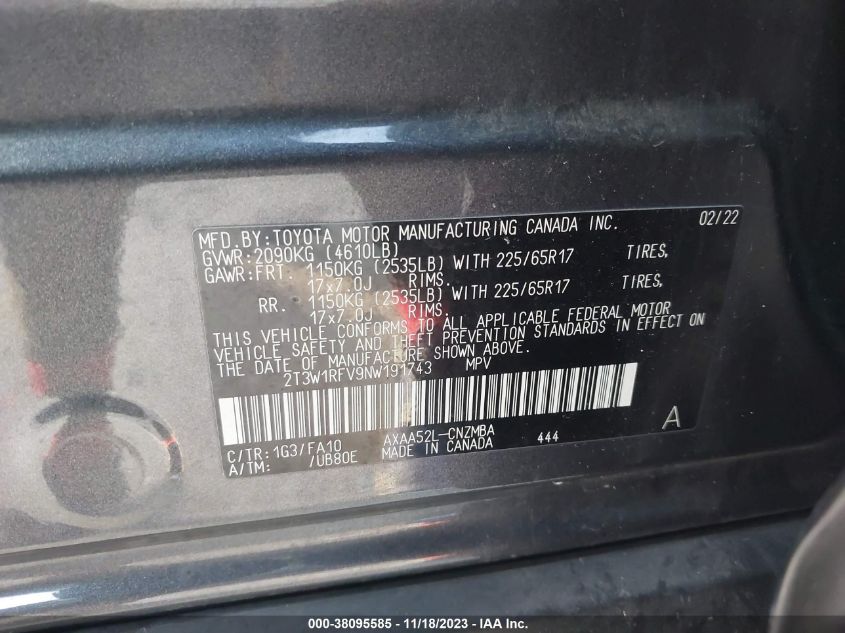 MFD.BY:TOYOTA MOTOR MANUFACTURING CANADA INC. 02/22
GVWR:2090KG (4610LB)
GAWR:FRT. 1150KG (2535LB) WITH 225/65R17 TIRES,
17x7.0J RIMS.
RR. 1150KG (2535LB) WITH 225/65R17 TIRES,
17x7.0J RIMS.
THIS VEHICLE CONFORMS TO ALL APPLICABLE FEDERAL MOTOR
VEHICLE SAFETY AND THEFT PREVENTION STANDARDS IN EFFECT ON
THE DATE OF MANUFACTURE SHOWN ABOVE.
2T3W1RFV9NW191743 MPV
A
C/TR:1G3/FA10 AXAA52L-CNZMBA 444
A/TM: /UB80E MADE IN CANADA
000-38095585 - 11/18/2023 - IAA Inc.